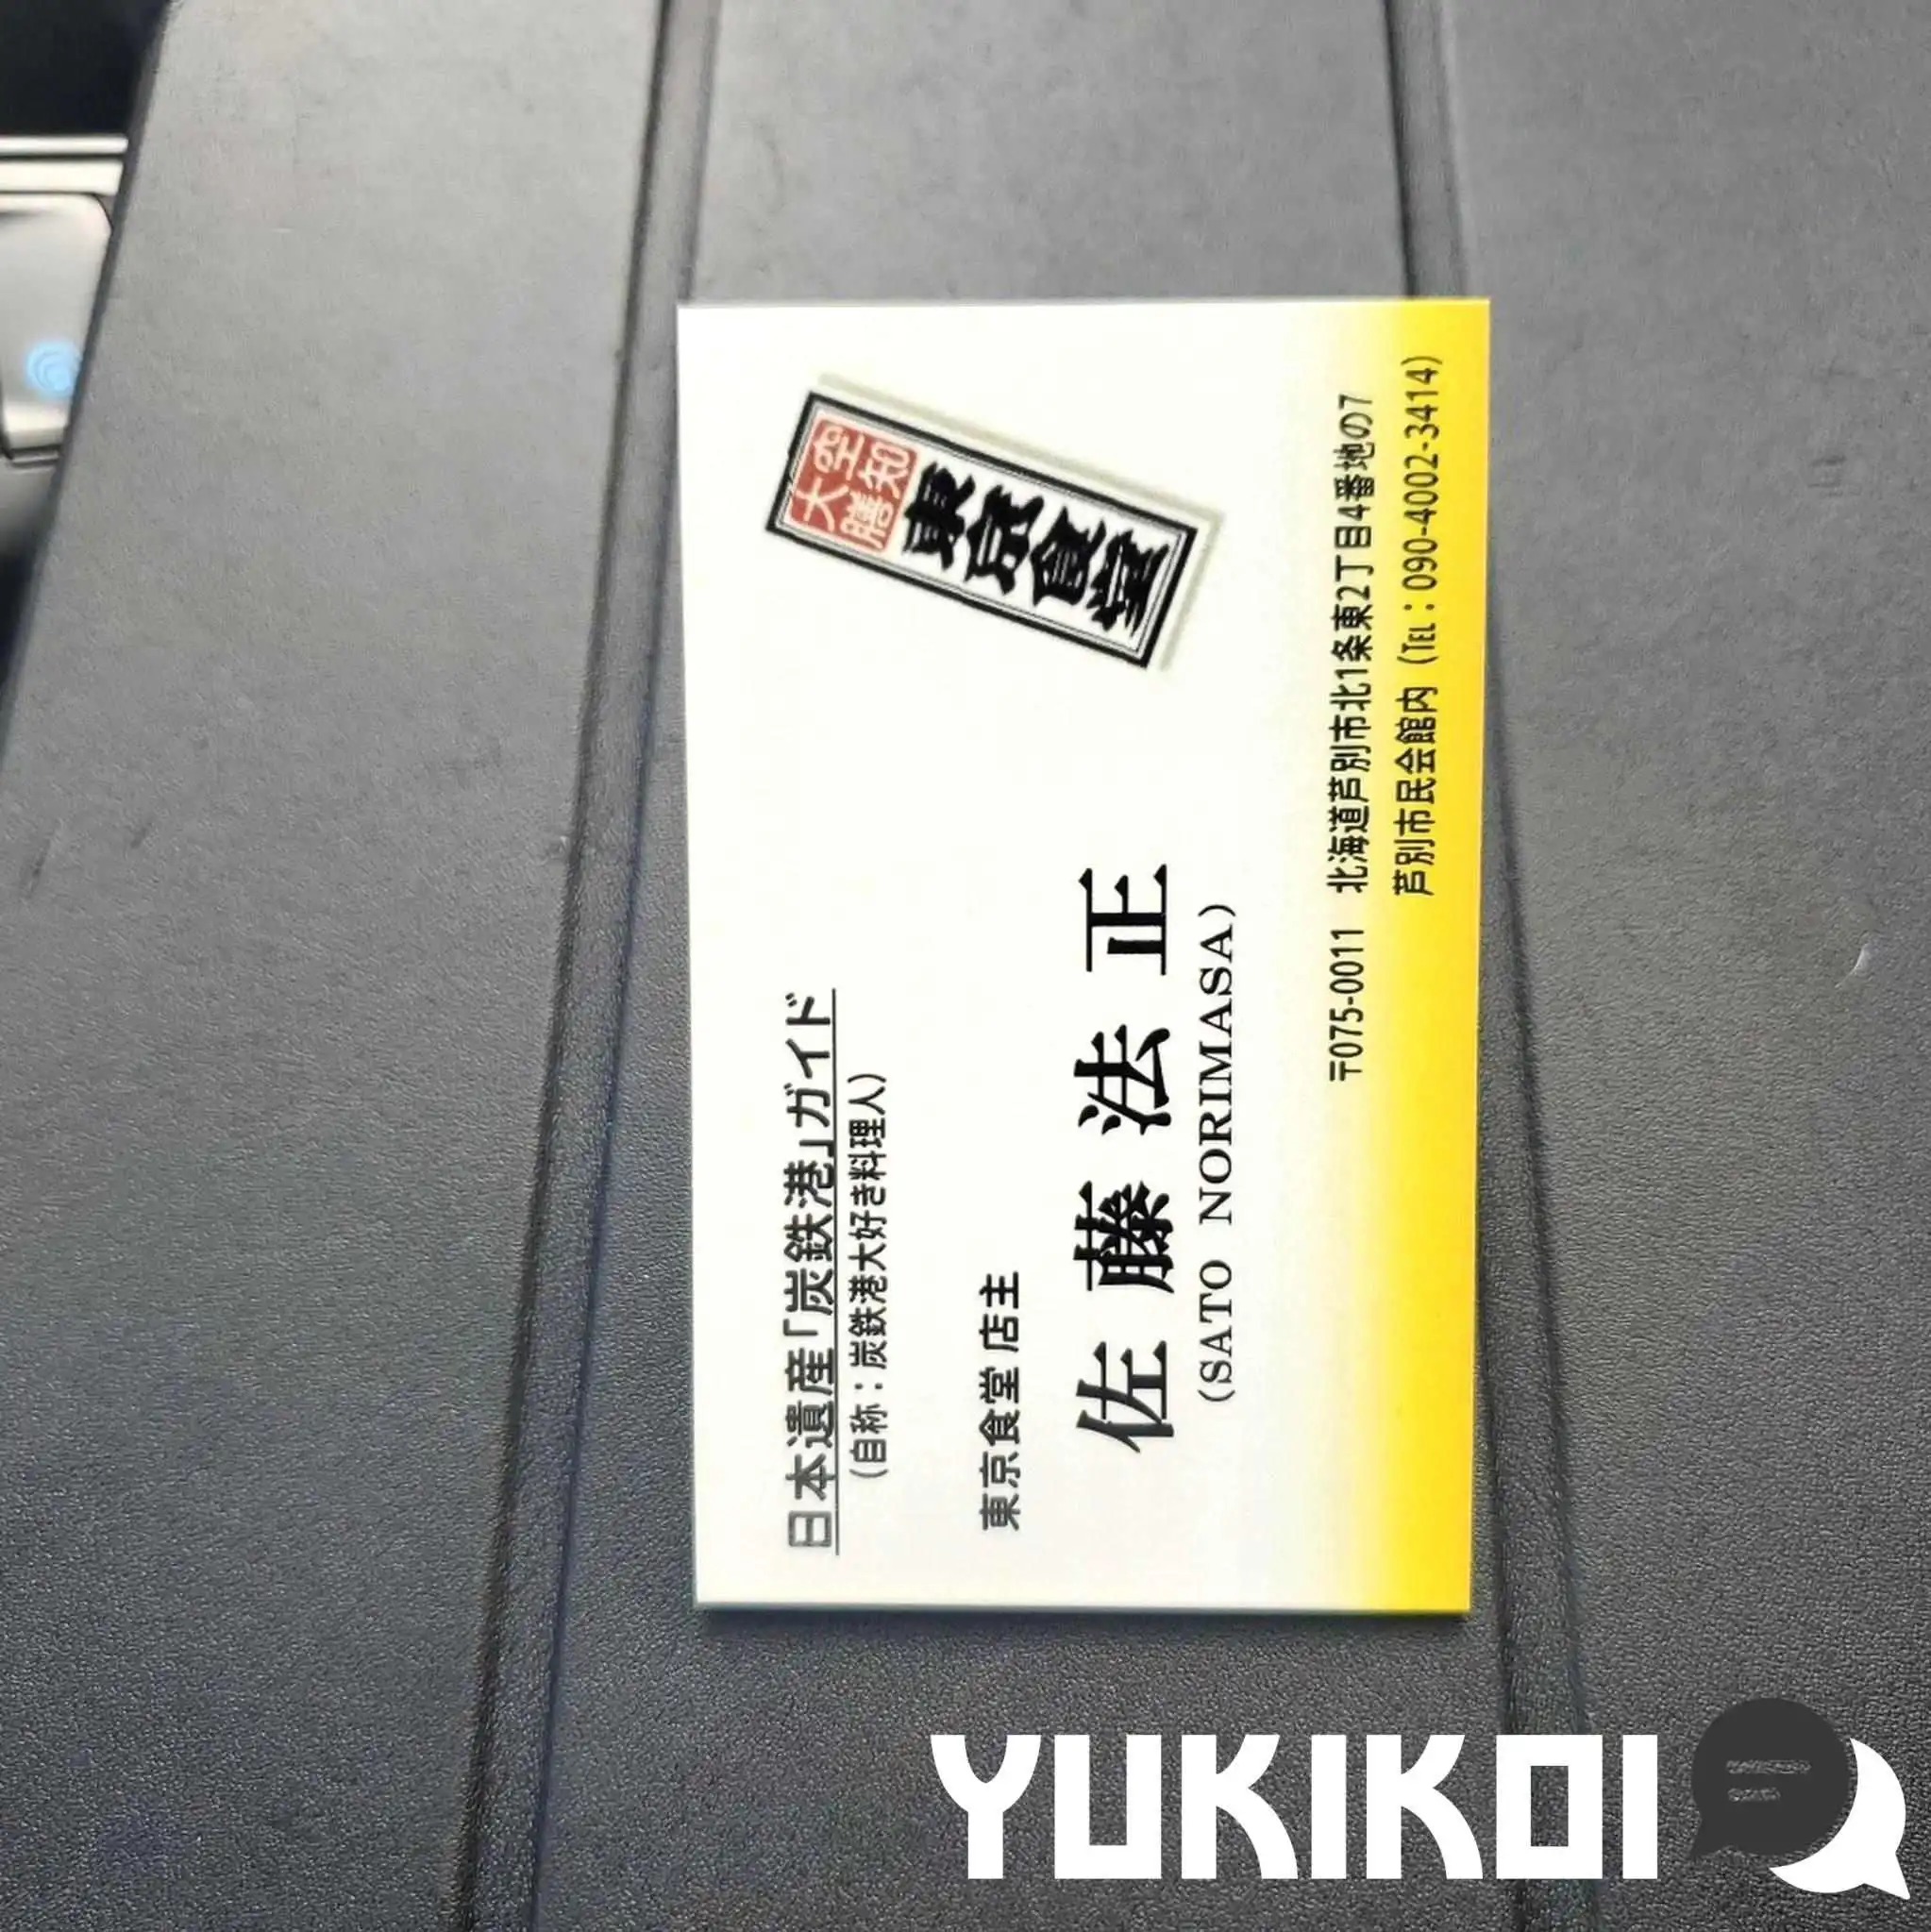 日本遺産「炭鉄港」ガイド
(自称：炭鉄港大好き料理人)
東京食堂 店主
佐藤法正
(SATO NORIMASA)
空知
大膳
東京食堂
〒075-0011 北海道芦別市北1条東2丁目4番地の7
芦別市民会館内 (TEL：090-4002-3414)
YUKIKOI